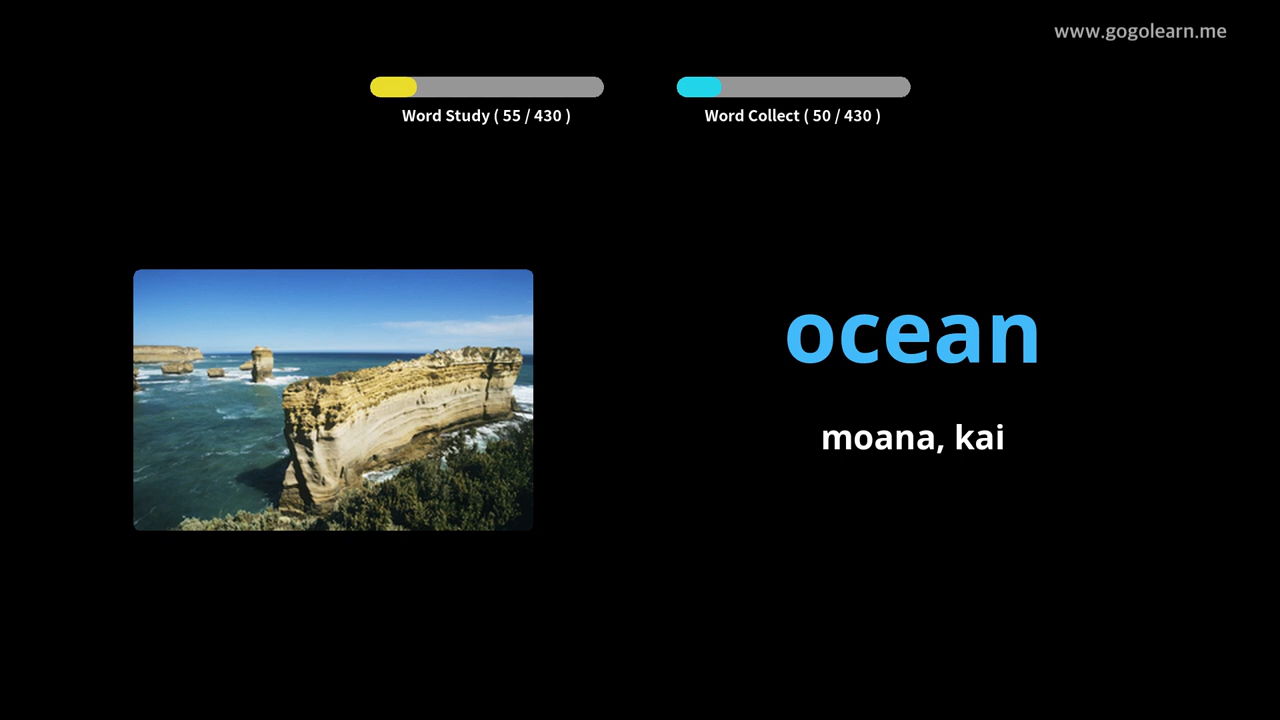 www.gogolearn.me
Word Study ( 55 / 430 )
Word Collect ( 50 / 430 )
ocean
moana, kai